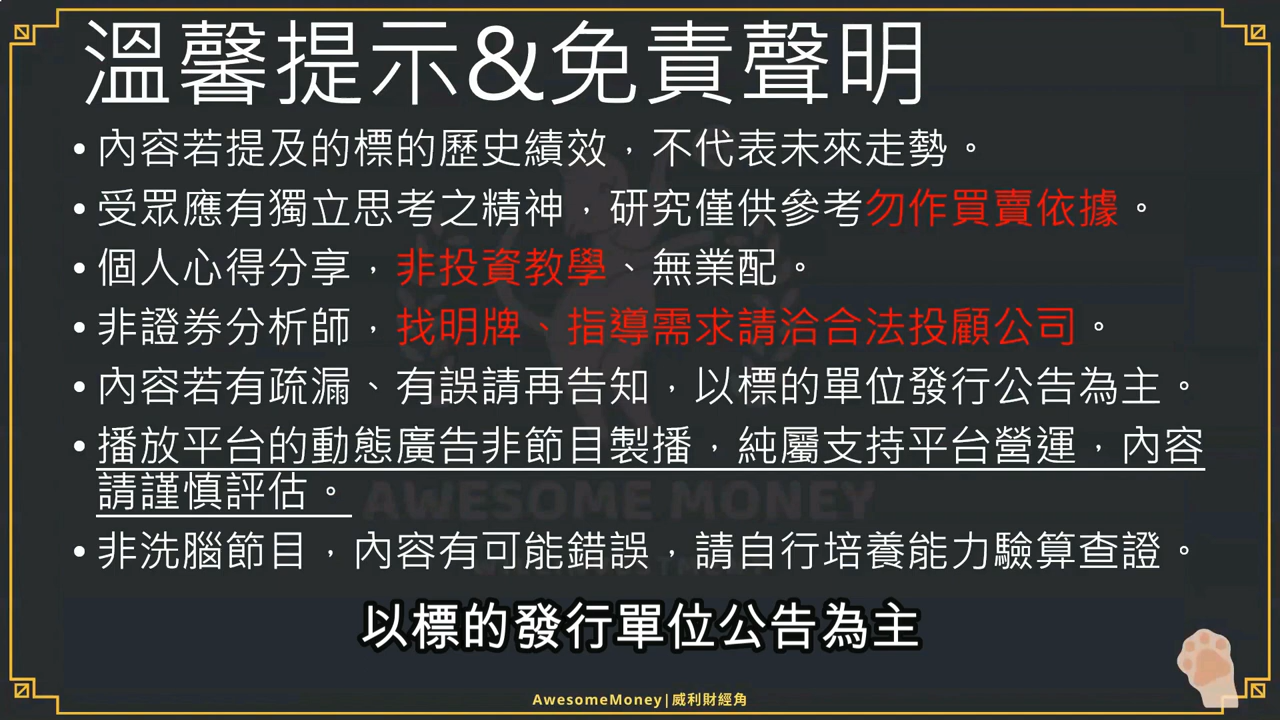 溫馨提示&免責聲明
• 內容若提及的標的歷史績效，不代表未來走勢。
• 受眾應有獨立思考之精神，研究僅供參考勿作買賣依據。
• 個人心得分享，非投資教學、無業配。
• 非證券分析師，找明牌、指導需求請洽合法投顧公司。
• 內容若有疏漏、有誤請再告知，以標的單位發行公告為主。
• 播放平台的動態廣告非節目製播，純屬支持平台營運，內容
請謹慎評估。
AWESOME MONEY
• 非洗腦節目，內容有可能錯誤，請自行培養能力驗算查證。
以標的發行單位公告為主
AwesomeMoney|威利財經角